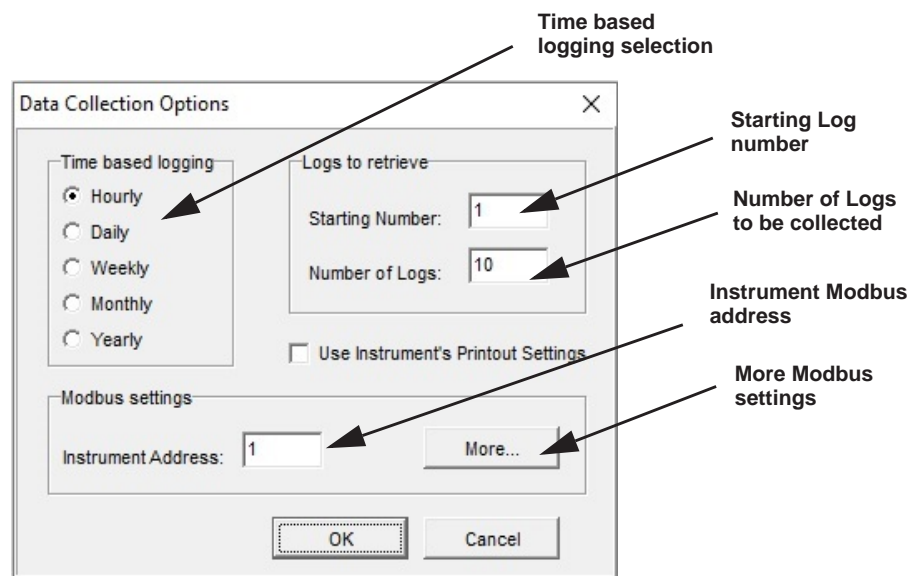 Time based
logging selection
Data Collection Options
Time based logging
Hourly
Daily
Weekly
Monthly
Yearly
Logs to retrieve
Starting Number:
1
Number of Logs:
10
Use Instrument's Printout Settings
Modbus settings
Instrument Address:
1
More...
OK
Cancel
Starting Log
number
Number of Logs
to be collected
Instrument Modbus
address
More Modbus
settings